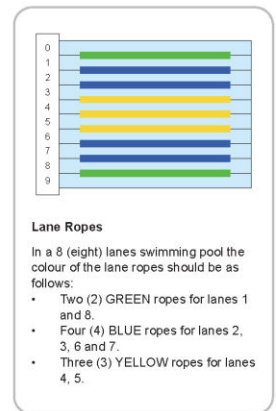 0
1
2
3
4
5
6
7
8
9
Lane Ropes
In a 8 (eight) lanes swimming pool the
colour of the lane ropes should be as
follows:
• Two (2) GREEN ropes for lanes 1
and 8.
• Four (4) BLUE ropes for lanes 2,
3, 6 and 7.
• Three (3) YELLOW ropes for lanes
4, 5.